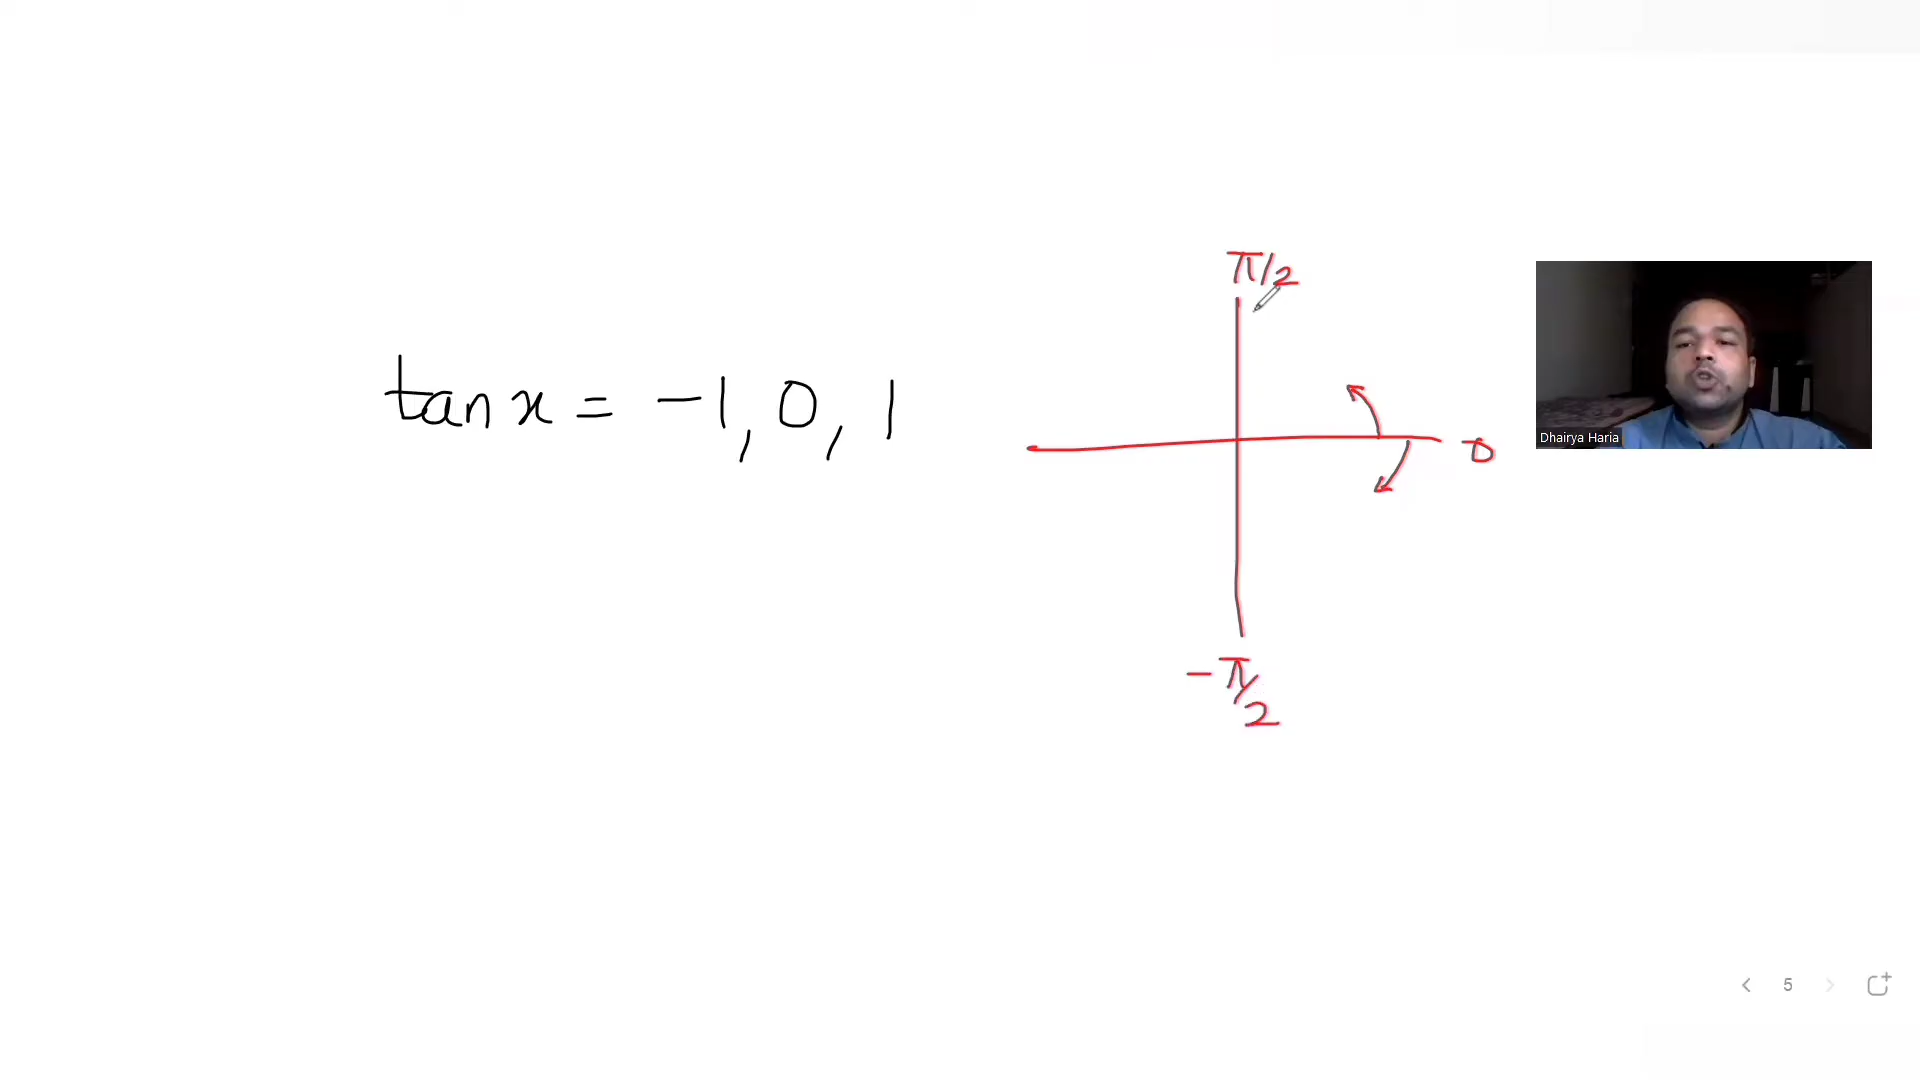 π/2
tan x = -1, 0, 1
0
Dhairya Haria
-π/2
5